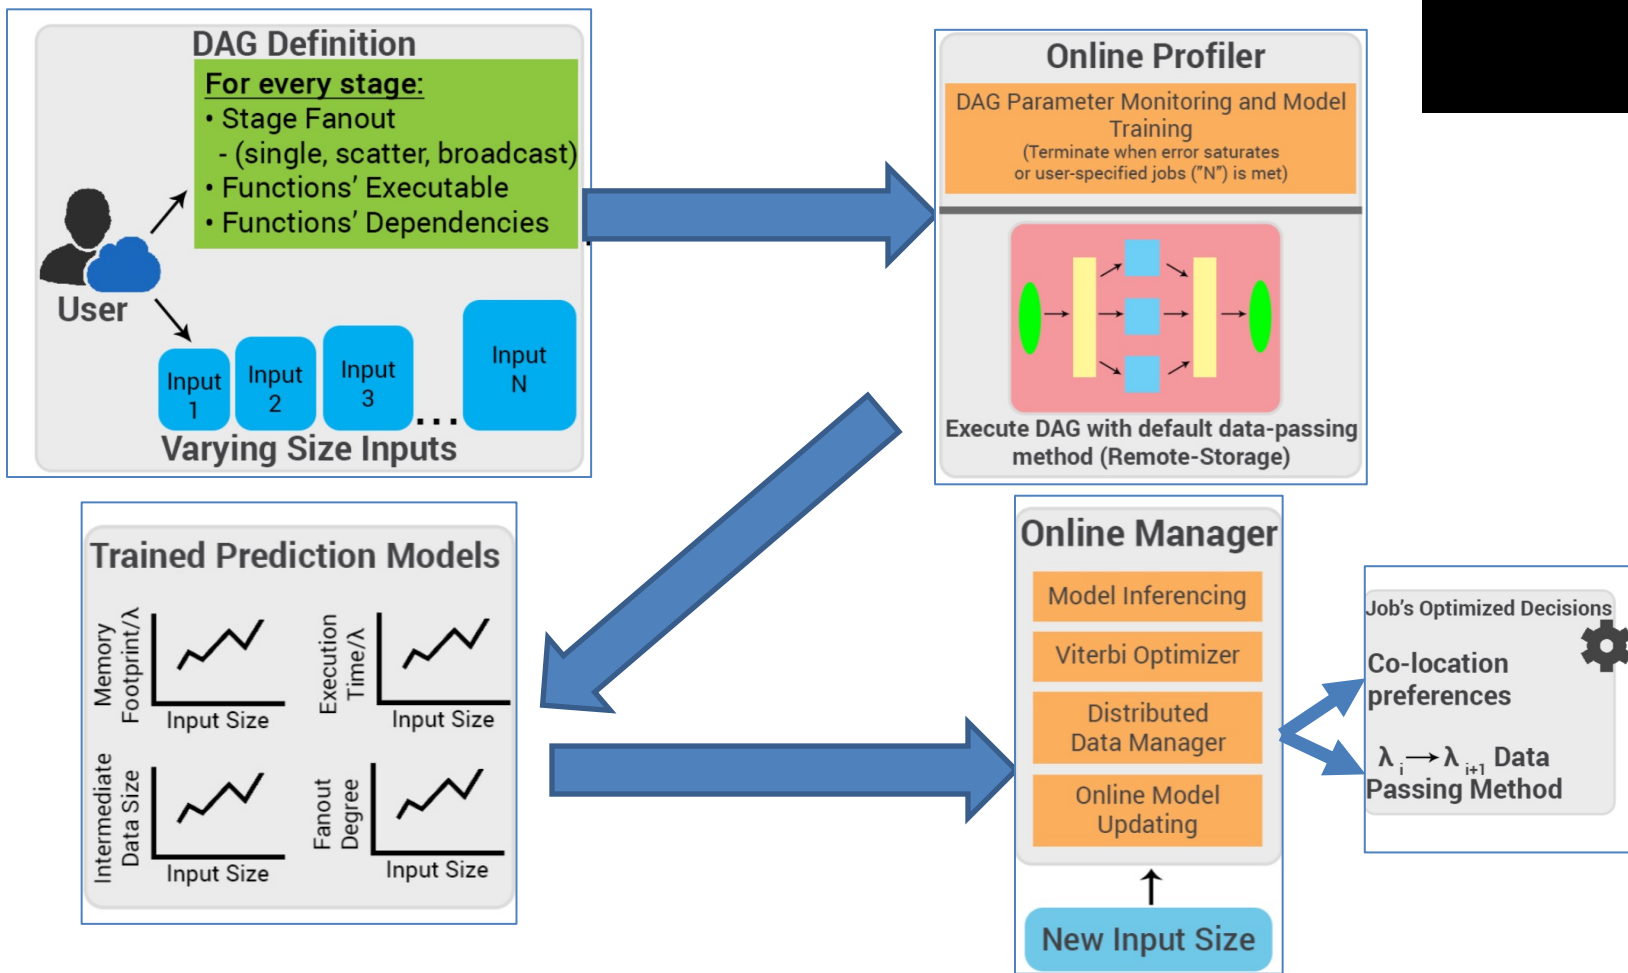 DAG Definition
For every stage:
• Stage Fanout
- (single, scatter, broadcast)
• Functions' Executable
• Functions' Dependencies
User
Input
1
Input
2
Input
3
...
Input
N
Varying Size Inputs
Online Profiler
DAG Parameter Monitoring and Model
Training
(Terminate when error saturates
or user-specified jobs ("N") is met)
Execute DAG with default data-passing
method (Remote-Storage)
Trained Prediction Models
Memory
Footprint/λ
Input Size
Execution
Time/λ
Input Size
Intermediate
Data Size
Input Size
Fanout
Degree
Input Size
Online Manager
Model Inferencing
Viterbi Optimizer
Distributed
Data Manager
Online Model
Updating
New Input Size
Job's Optimized Decisions
Co-location
preferences
λ i → λ i+1 Data
Passing Method